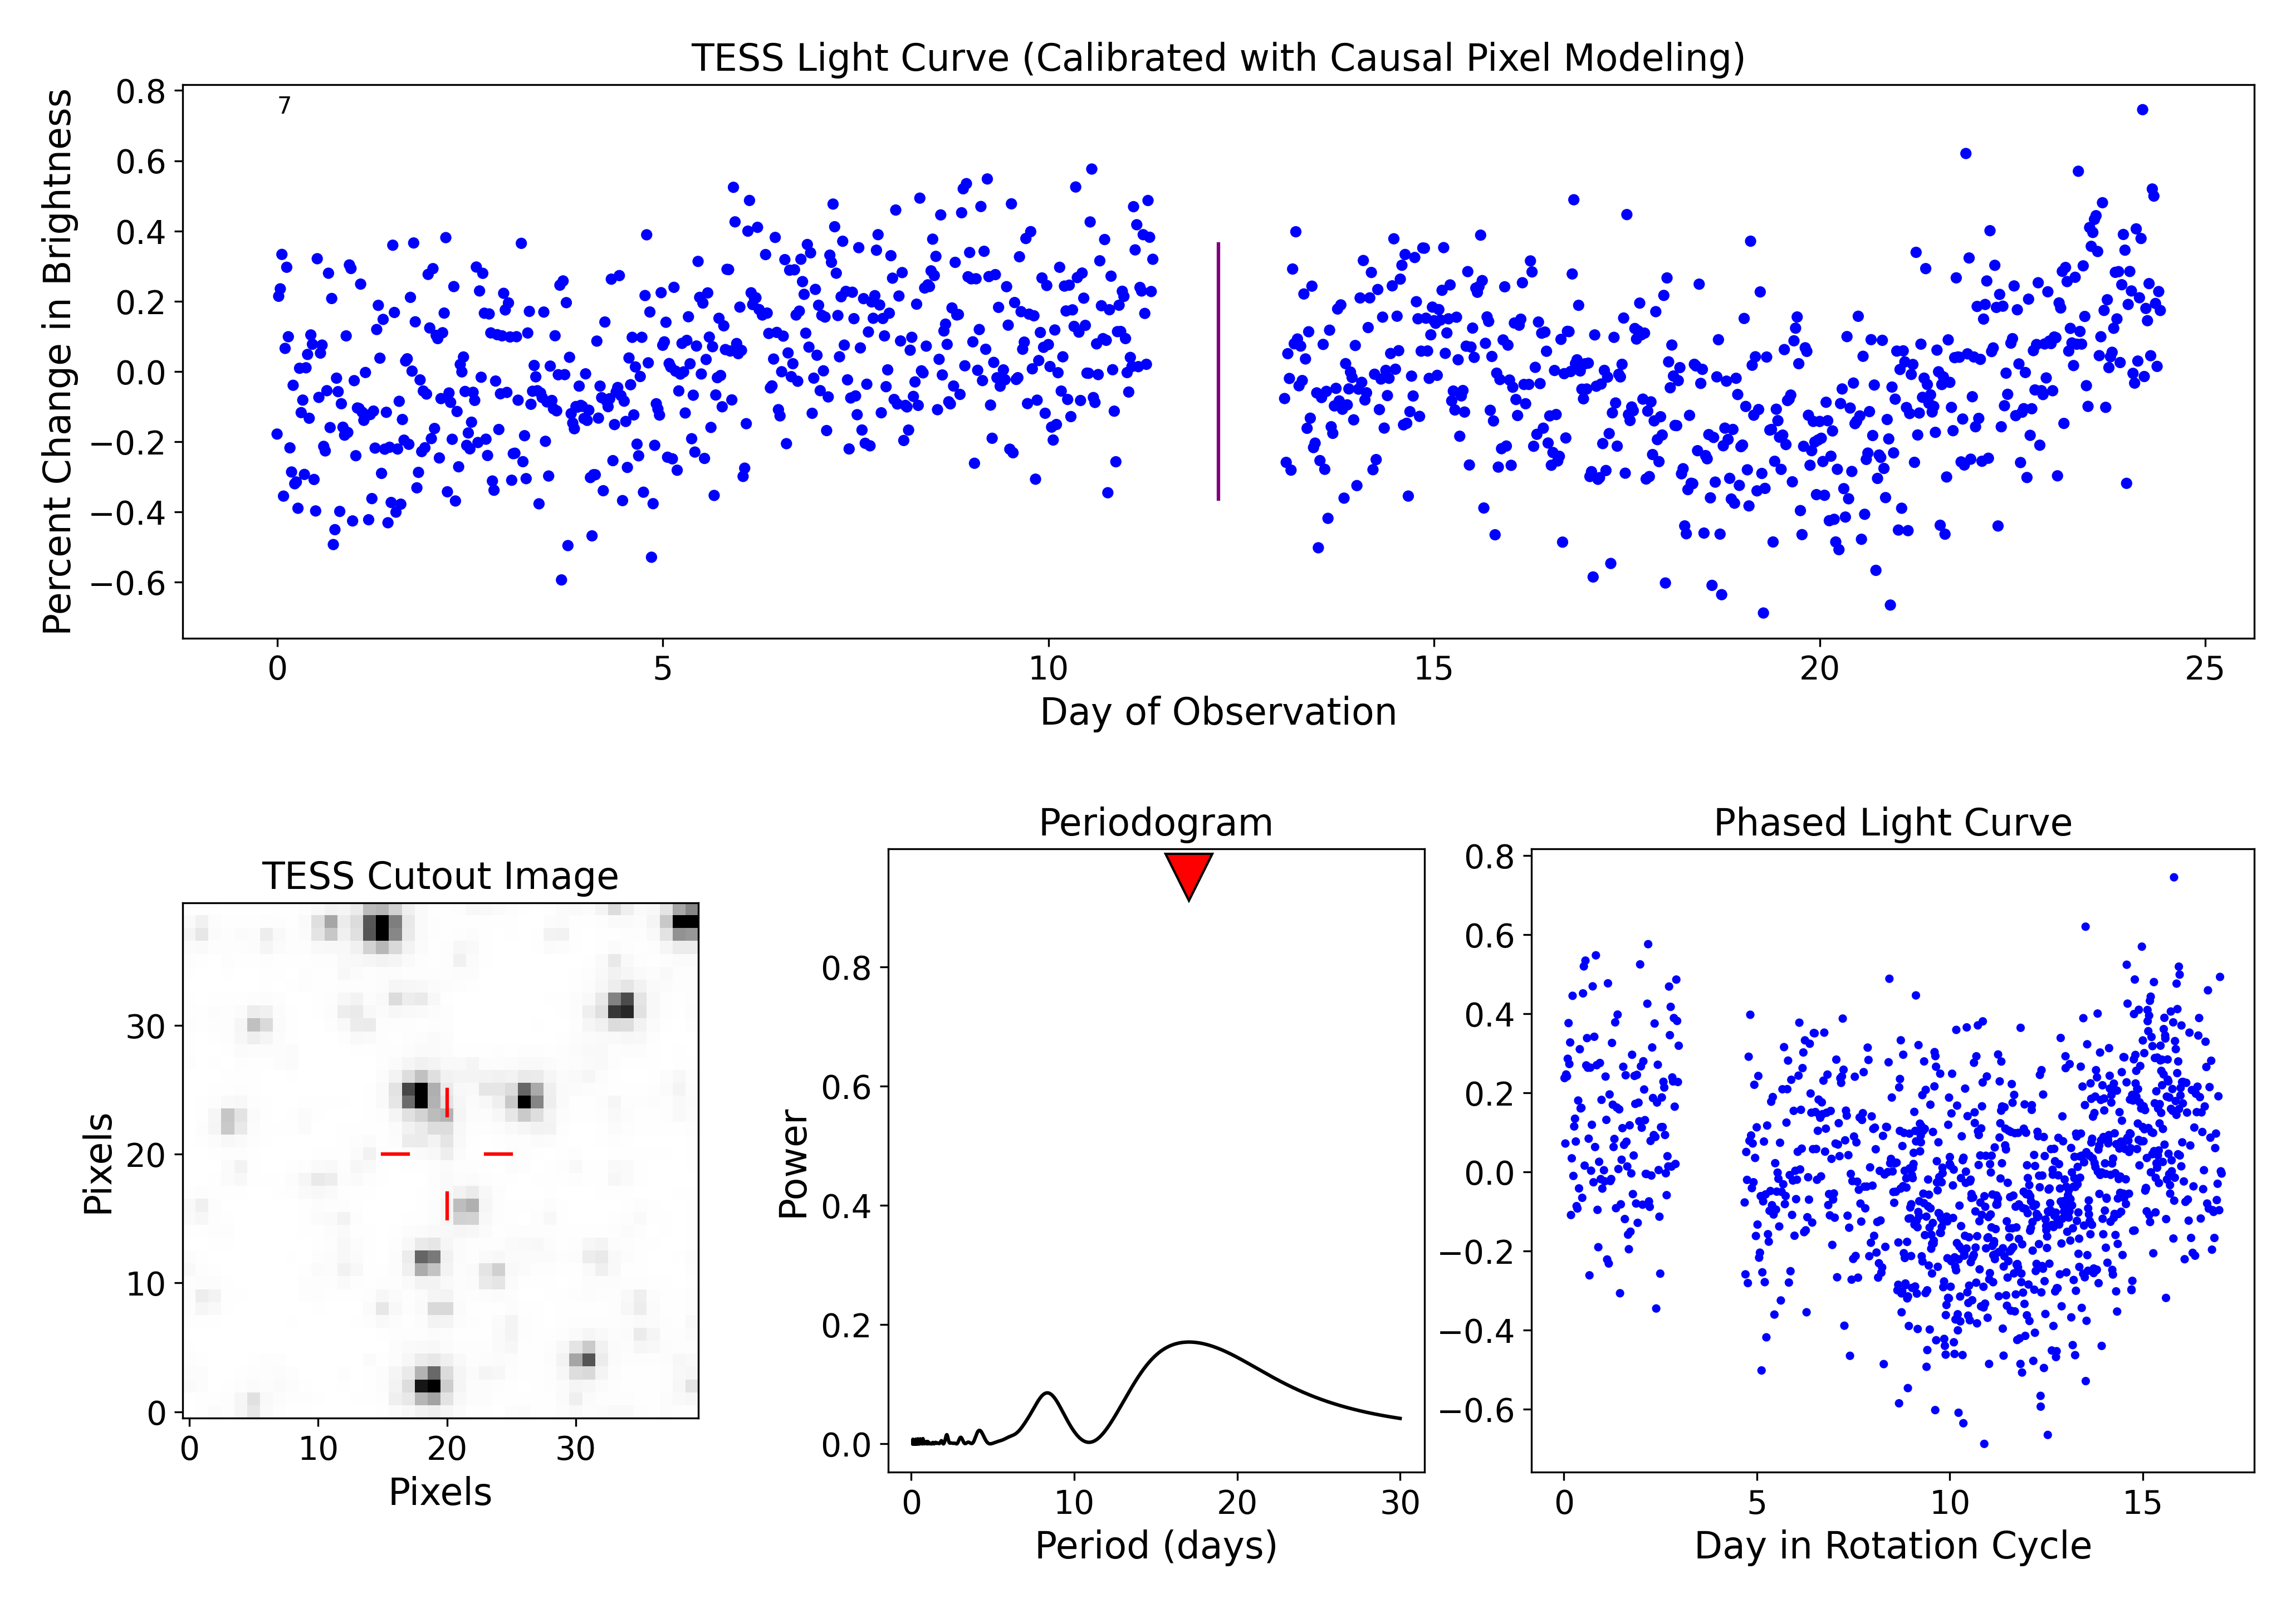 TESS Light Curve (Calibrated with Causal Pixel Modeling)
Percent Change in Brightness
0.8
0.6
0.4
0.2
0.0
−0.2
−0.4
−0.6
7
0 5 10 15 20 25
Day of Observation
TESS Cutout Image
Pixels
30
20
10
0
0 10 20 30
Pixels
Periodogram
Power
0.8
0.6
0.4
0.2
0.0
0 10 20 30
Period (days)
Phased Light Curve
0.8
0.6
0.4
0.2
0.0
−0.2
−0.4
−0.6
0 5 10 15
Day in Rotation Cycle